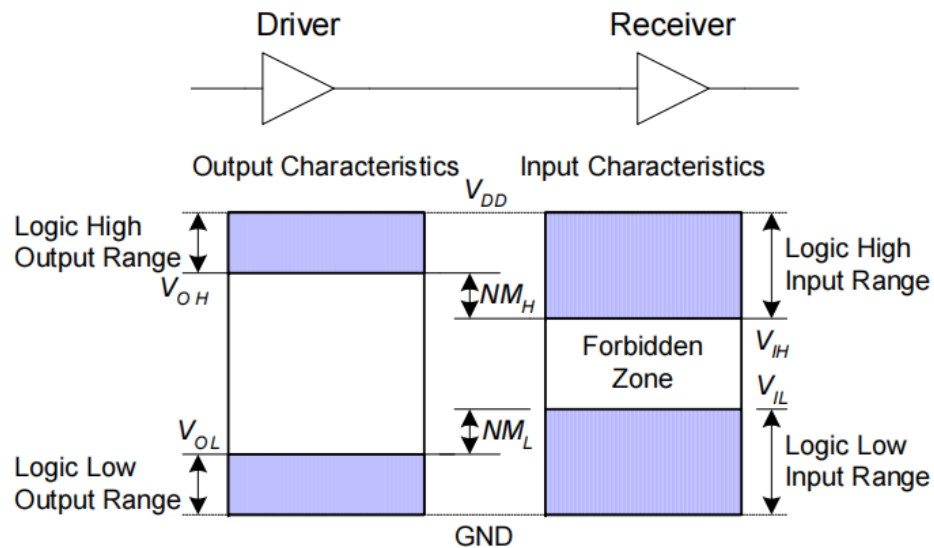 Driver
Receiver
Output Characteristics
Input Characteristics
VDD
Logic High
Output Range
Logic High
Input Range
VOH
NMH
Forbidden
Zone
VIH
VIL
VOL
NML
Logic Low
Output Range
Logic Low
Input Range
GND